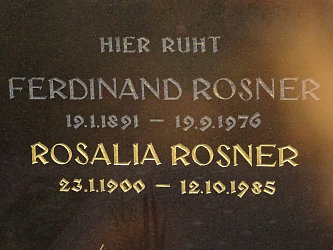 HIER RUHT
FERDINAND ROSNER
19.1.1891 – 19.9.1976
ROSALIA ROSNER
23.1.1900 – 12.10.1985